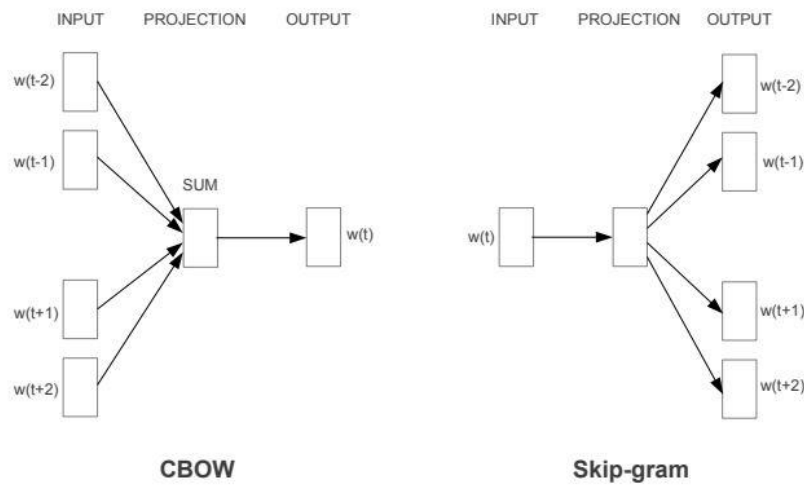 INPUT PROJECTION OUTPUT
w(t-2)
w(t-1)
SUM
w(t)
w(t+1)
w(t+2)
CBOW
INPUT PROJECTION OUTPUT
w(t-2)
w(t-1)
w(t)
w(t+1)
w(t+2)
Skip-gram